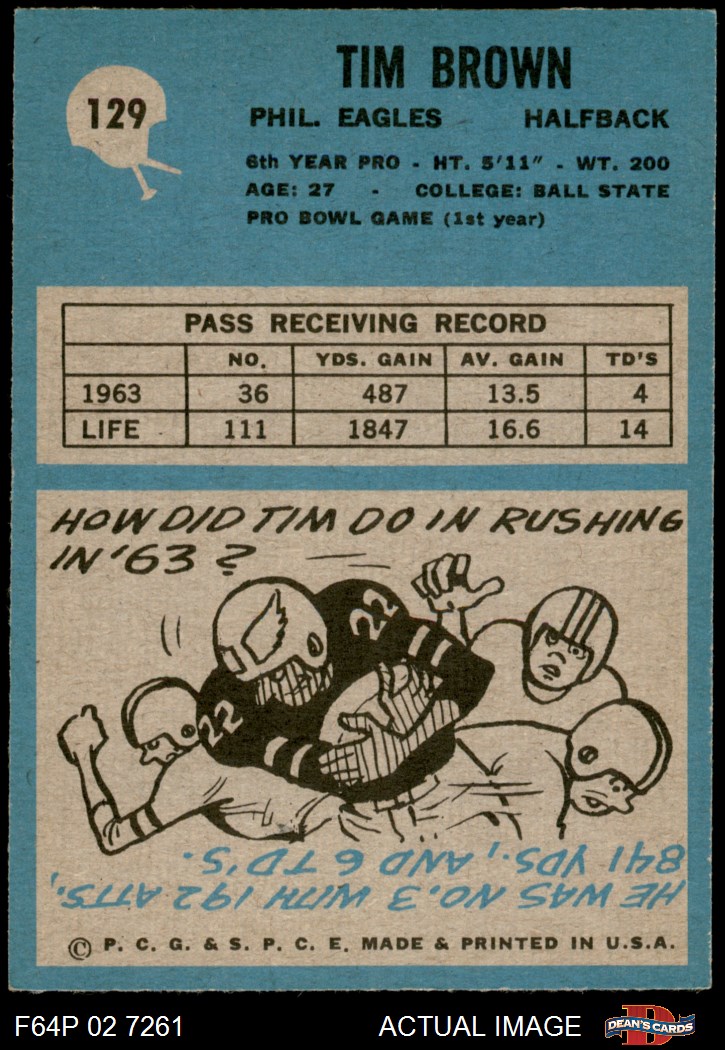 129
TIM BROWN
PHIL. EAGLES HALFBACK
6th YEAR PRO - HT. 5'11" - WT. 200
AGE: 27 - COLLEGE: BALL STATE
PRO BOWL GAME (1st year)
PASS RECEIVING RECORD
NO. YDS. GAIN AV. GAIN TD'S
1963 36 487 13.5 4
LIFE 111 1847 16.6 14
HOW DID TIM DO IN RUSHING
IN '63?
22
22
HE WAS NO. 3 WITH 192 ATTS,
841 YDS., AND 6 TD'S.
© P. C. G. & S. P. C. E. MADE & PRINTED IN U.S.A.
F64P 02 7261 ACTUAL IMAGE
D
DEAN'S CARDS